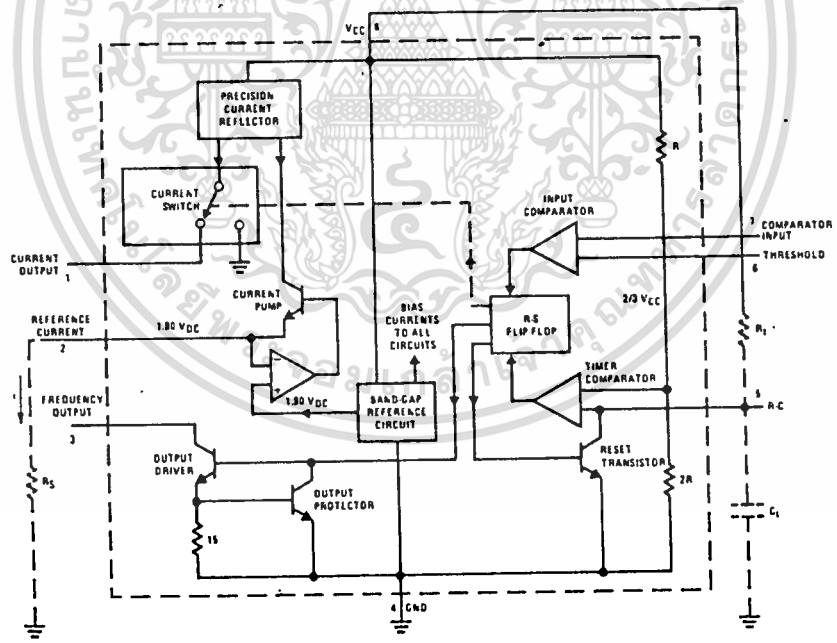 VCC 8
PRECISION
CURRENT
REFLECTOR
CURRENT
SWITCH
R
INPUT
COMPARATOR
7 COMPARATOR
INPUT
THRESHOLD
6
CURRENT OUTPUT
1
CURRENT
PUMP
BIAS
CURRENTS
TO ALL
CIRCUITS
R-S
FLIP-FLOP
2/3 VCC
REFERENCE
CURRENT
2
1.90 VDC
Rt
TIMER
COMPARATOR
5
R-C
-
+
1.90 VDC
BAND-GAP
REFERENCE
CIRCUIT
FREQUENCY
OUTPUT
3
OUTPUT
DRIVER
RESET
TRANSISTOR
2R
RS
OUTPUT
PROTECTOR
Ct
15
4 GND